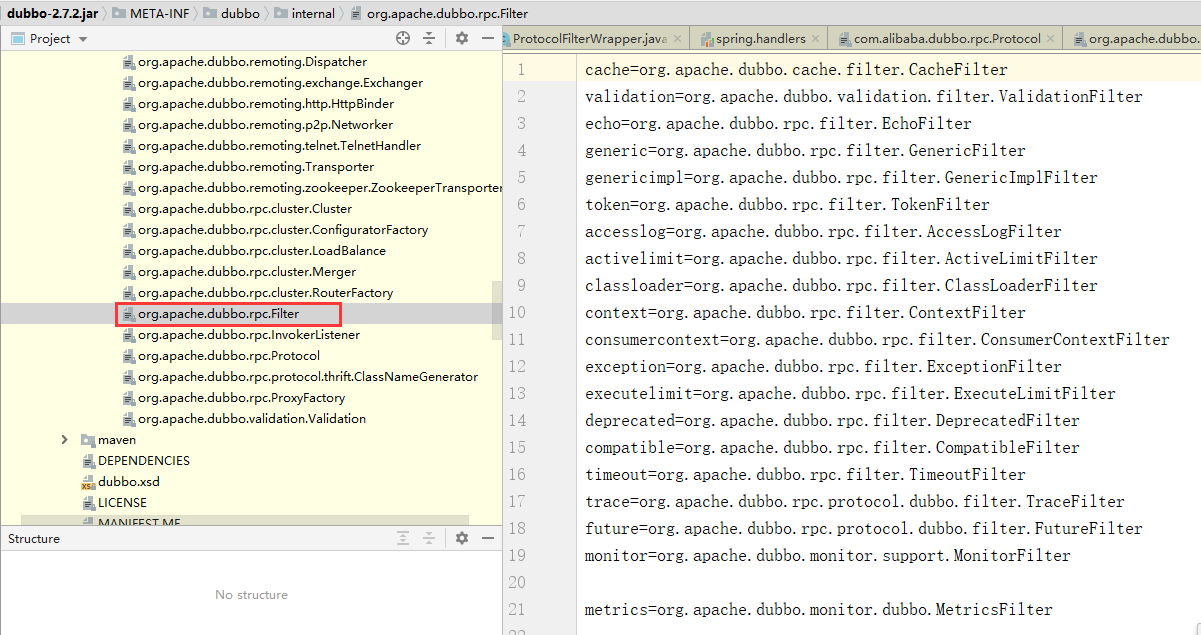 dubbo-2.7.2.jar META-INF dubbo internal org.apache.dubbo.rpc.Filter
Project
org.apache.dubbo.remoting.Dispatcher
org.apache.dubbo.remoting.exchange.Exchanger
org.apache.dubbo.remoting.http.HttpBinder
org.apache.dubbo.remoting.p2p.Networker
org.apache.dubbo.remoting.telnet.TelnetHandler
org.apache.dubbo.remoting.Transporter
org.apache.dubbo.remoting.zookeeper.ZookeeperTransporter
org.apache.dubbo.rpc.cluster.Cluster
org.apache.dubbo.rpc.cluster.ConfiguratorFactory
org.apache.dubbo.rpc.cluster.LoadBalance
org.apache.dubbo.rpc.cluster.Merger
org.apache.dubbo.rpc.cluster.RouterFactory
org.apache.dubbo.rpc.Filter
org.apache.dubbo.rpc.InvokerListener
org.apache.dubbo.rpc.Protocol
org.apache.dubbo.rpc.protocol.thrift.ClassNameGenerator
org.apache.dubbo.rpc.ProxyFactory
org.apache.dubbo.validation.Validation
maven
DEPENDENCIES
dubbo.xsd
LICENSE
MANIFEST.MF
Structure
No structure
ProtocolFilterWrapper.java spring.handlers com.alibaba.dubbo.rpc.Protocol org.apache.dubbo.
1 cache=org.apache.dubbo.cache.filter.CacheFilter
2 validation=org.apache.dubbo.validation.filter.ValidationFilter
3 echo=org.apache.dubbo.rpc.filter.EchoFilter
4 generic=org.apache.dubbo.rpc.filter.GenericFilter
5 genericimpl=org.apache.dubbo.rpc.filter.GenericImplFilter
6 token=org.apache.dubbo.rpc.filter.TokenFilter
7 accesslog=org.apache.dubbo.rpc.filter.AccessLogFilter
8 activelimit=org.apache.dubbo.rpc.filter.ActiveLimitFilter
9 classloader=org.apache.dubbo.rpc.filter.ClassLoaderFilter
10 context=org.apache.dubbo.rpc.filter.ContextFilter
11 consumercontext=org.apache.dubbo.rpc.filter.ConsumerContextFilter
12 exception=org.apache.dubbo.rpc.filter.ExceptionFilter
13 executelimit=org.apache.dubbo.rpc.filter.ExecuteLimitFilter
14 deprecated=org.apache.dubbo.rpc.filter.DeprecatedFilter
15 compatible=org.apache.dubbo.rpc.filter.CompatibleFilter
16 timeout=org.apache.dubbo.rpc.filter.TimeoutFilter
17 trace=org.apache.dubbo.rpc.protocol.dubbo.filter.TraceFilter
18 future=org.apache.dubbo.rpc.protocol.dubbo.filter.FutureFilter
19 monitor=org.apache.dubbo.monitor.support.MonitorFilter
20
21 metrics=org.apache.dubbo.monitor.dubbo.MetricsFilter